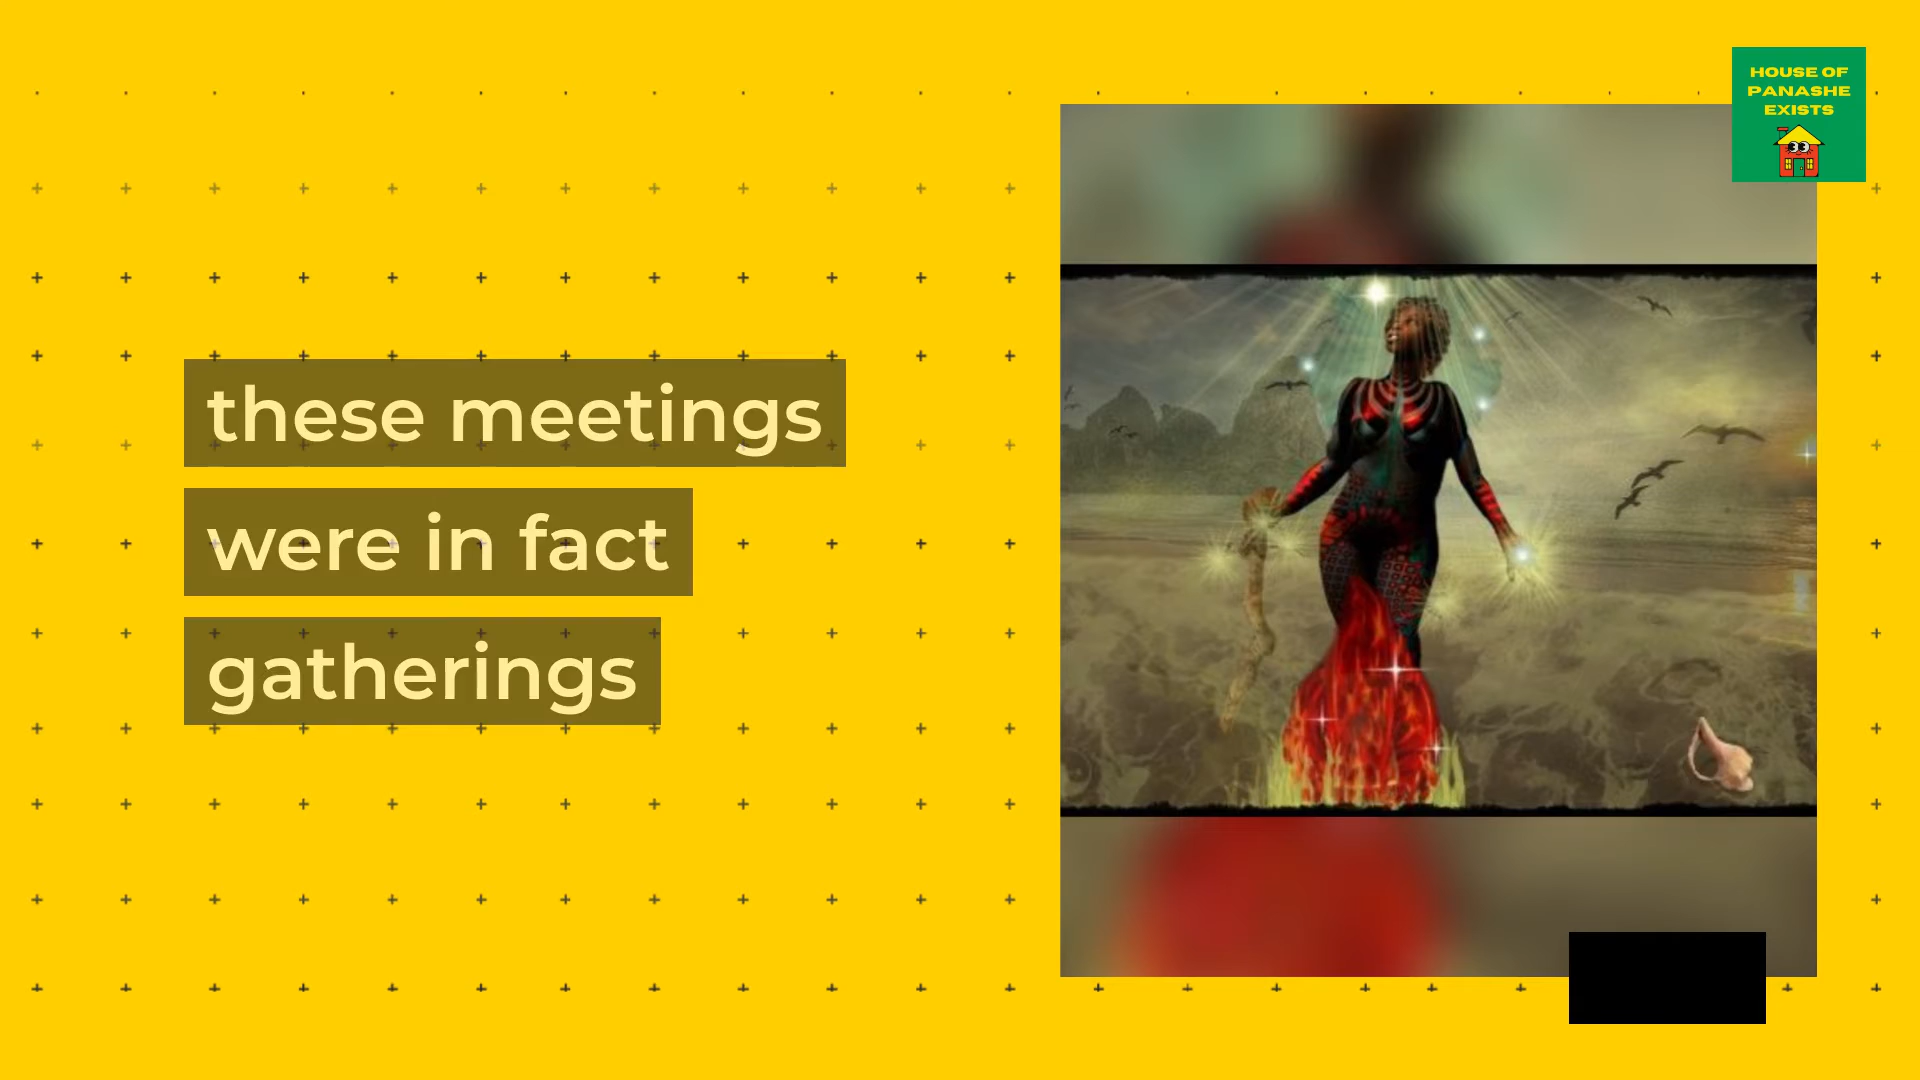 HOUSE OF
PANASHE
EXISTS
these meetings
were in fact
gatherings